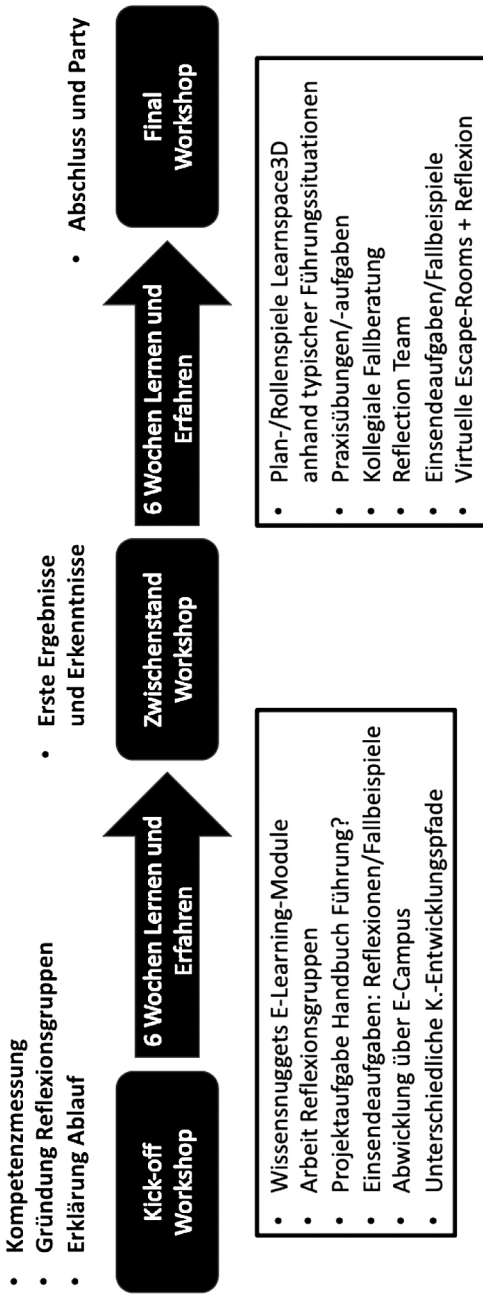 • Kompetenzmessung
• Gründung Reflexionsgruppen
• Erklärung Ablauf
Kick-off
Workshop
6 Wochen Lernen und
Erfahren
• Wissensnuggets E-Learning-Module
• Arbeit Reflexionsgruppen
• Projektaufgabe Handbuch Führung?
• Einsendeaufgaben: Reflexionen/Fallbeispiele
• Abwicklung über E-Campus
• Unterschiedliche K.-Entwicklungspfade
• Erste Ergebnisse
und Erkenntnisse
Zwischenstand
Workshop
6 Wochen Lernen und
Erfahren
• Plan-/Rollenspiele Learnspace3D
anhand typischer Führungssituationen
• Praxisübungen/-aufgaben
• Kollegiale Fallberatung
• Reflection Team
• Einsendeaufgaben/Fallbeispiele
• Virtuelle Escape-Rooms + Reflexion
• Abschluss und Party
Final
Workshop